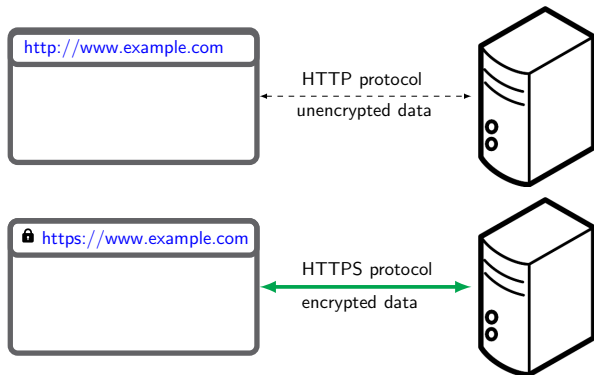 http://www.example.com
HTTP protocol
unencrypted data
https://www.example.com
HTTPS protocol
encrypted data